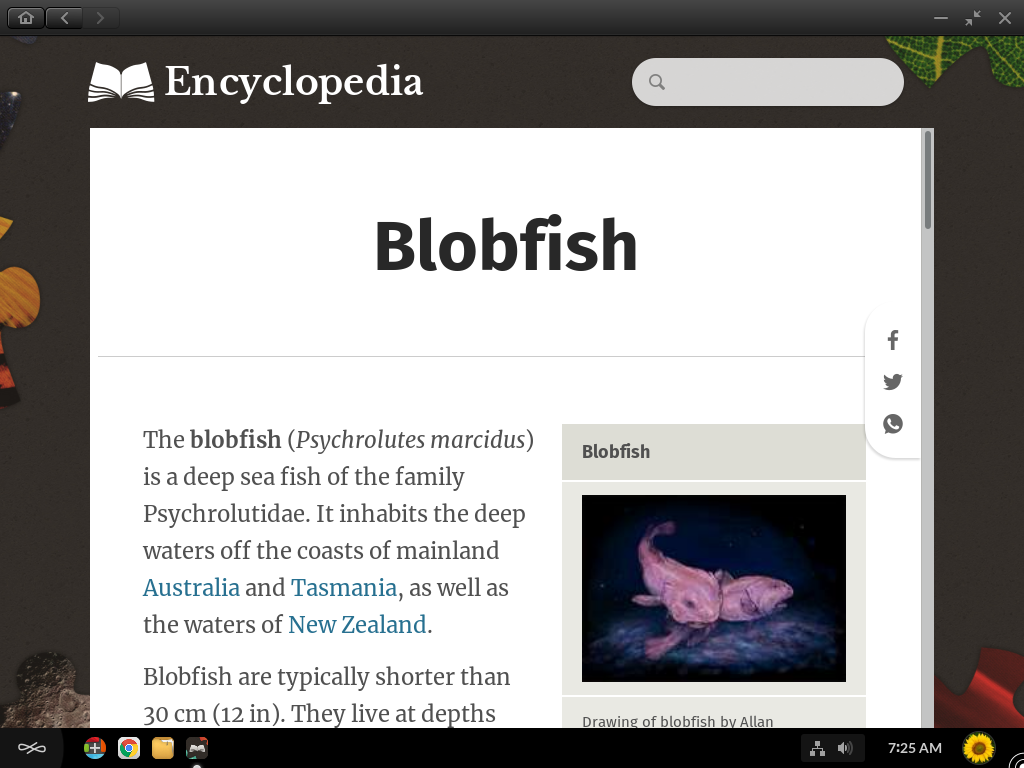 Encyclopedia
Blobfish
The blobfish (Psychrolutes marcidus)
is a deep sea fish of the family
Psychrolutidae. It inhabits the deep
waters off the coasts of mainland
Australia and Tasmania, as well as
the waters of New Zealand.
Blobfish are typically shorter than
30 cm (12 in). They live at depths
Blobfish
Drawing of blobfish by Allan
7:25 AM